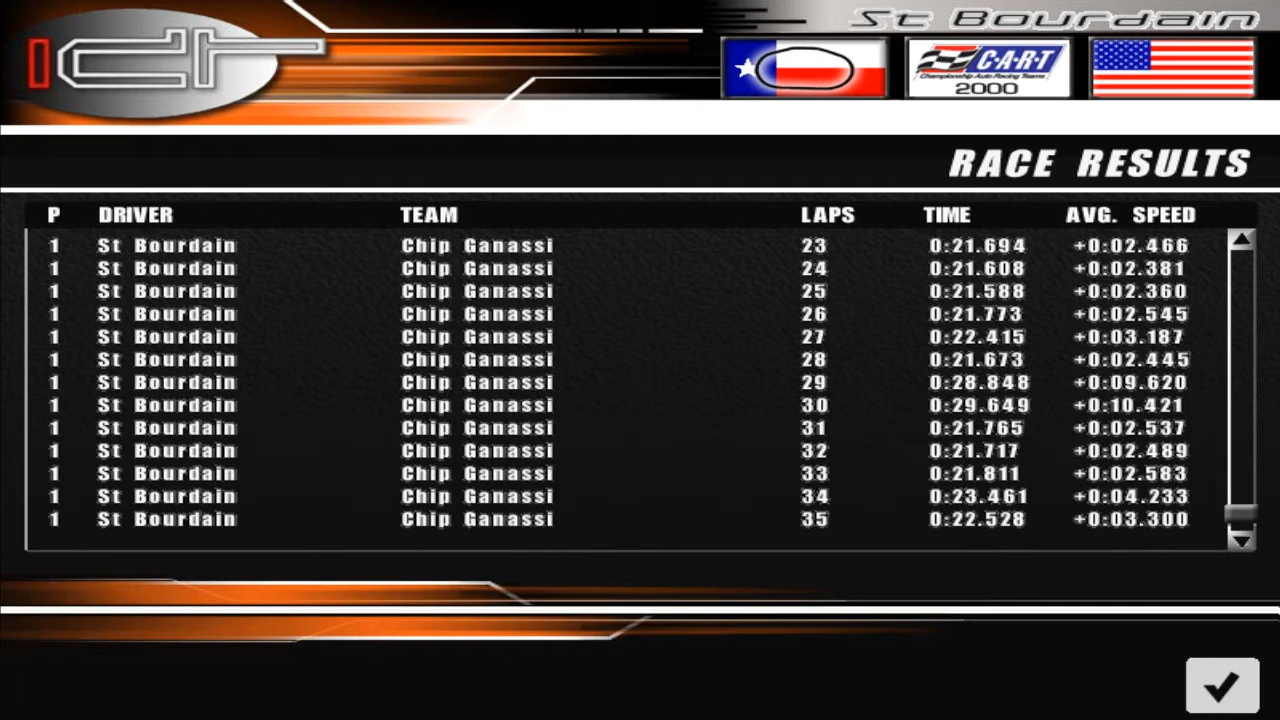 St Bourdain
icr
C·A·R·T
Championship Auto Racing Teams
2000
RACE RESULTS
P DRIVER TEAM LAPS TIME AVG. SPEED
1 St Bourdain Chip Ganassi 23 0:21.694 +0:02.466
1 St Bourdain Chip Ganassi 24 0:21.608 +0:02.381
1 St Bourdain Chip Ganassi 25 0:21.588 +0:02.360
1 St Bourdain Chip Ganassi 26 0:21.773 +0:02.545
1 St Bourdain Chip Ganassi 27 0:22.415 +0:03.187
1 St Bourdain Chip Ganassi 28 0:21.673 +0:02.445
1 St Bourdain Chip Ganassi 29 0:28.848 +0:09.620
1 St Bourdain Chip Ganassi 30 0:29.649 +0:10.421
1 St Bourdain Chip Ganassi 31 0:21.765 +0:02.537
1 St Bourdain Chip Ganassi 32 0:21.717 +0:02.489
1 St Bourdain Chip Ganassi 33 0:21.811 +0:02.583
1 St Bourdain Chip Ganassi 34 0:23.461 +0:04.233
1 St Bourdain Chip Ganassi 35 0:22.528 +0:03.300